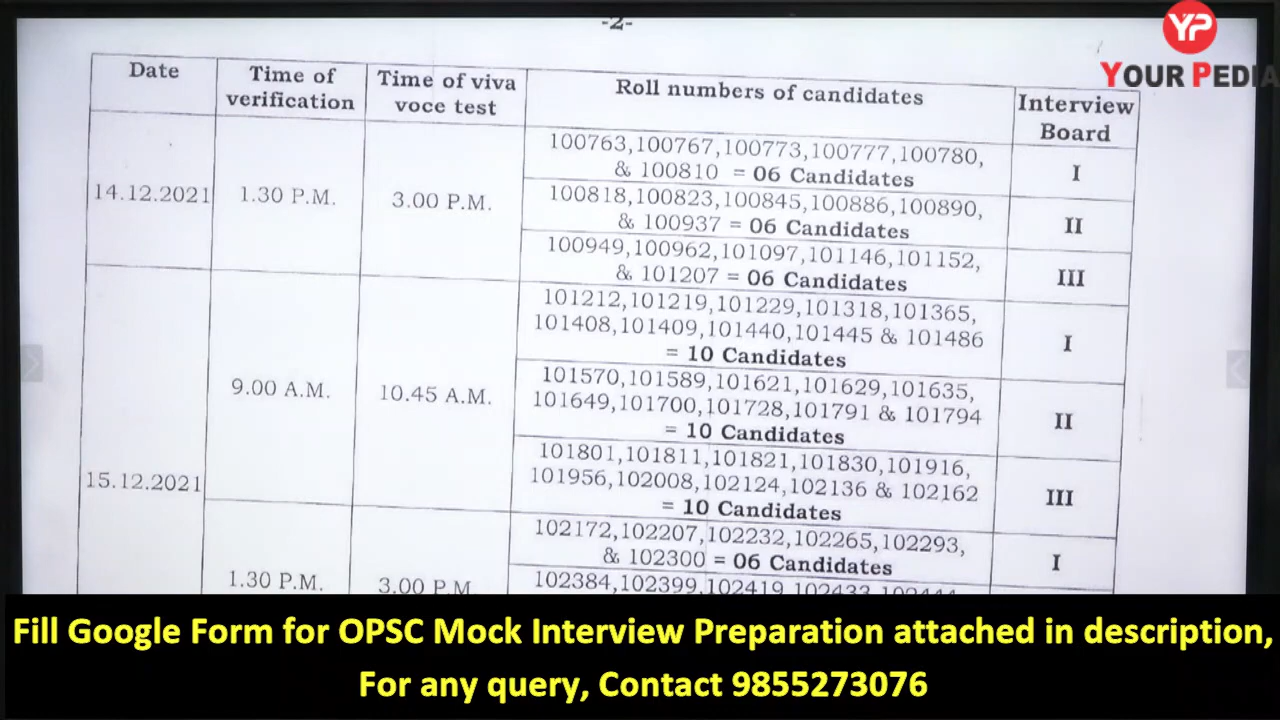 -2-
YP
YOUR PEDIA
Date
Time of
verification
Time of viva
voce test
Roll numbers of candidates
Interview
Board
14.12.2021
1.30 P.M.
3.00 P.M.
100763,100767,100773,100777,100780,
& 100810 = 06 Candidates
I
100818,100823,100845,100886,100890,
& 100937 = 06 Candidates
II
100949,100962,101097,101146,101152,
& 101207 = 06 Candidates
III
15.12.2021
9.00 A.M.
10.45 A.M.
101212,101219,101229,101318,101365,
101408,101409,101440,101445 & 101486
= 10 Candidates
I
101570,101589,101621,101629,101635,
101649,101700,101728,101791 & 101794
= 10 Candidates
II
101801,101811,101821,101830,101916,
101956,102008,102124,102136 & 102162
= 10 Candidates
III
1.30 P.M.
3.00 P.M.
102172,102207,102232,102265,102293,
& 102300 = 06 Candidates
I
102384,102399,102419,102433,
Fill Google Form for OPSC Mock Interview Preparation attached in description,
For any query, Contact 9855273076